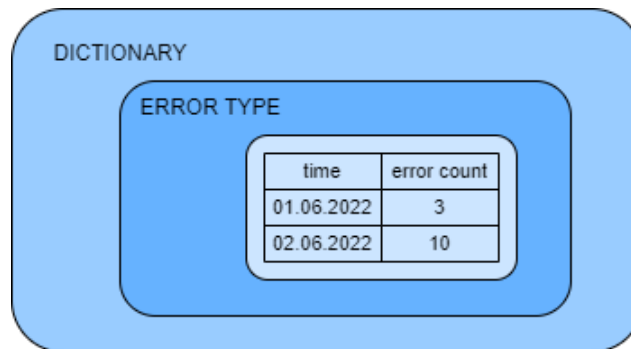 DICTIONARY
ERROR TYPE
time error count
01.06.2022 3
02.06.2022 10